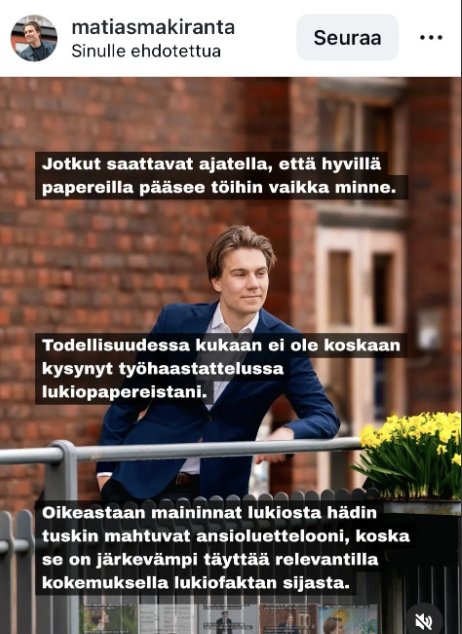 matiasmakiranta
Sinulle ehdotettua
Seuraa
Jotkut saattavat ajatella, että hyvillä
papereilla pääsee töihin vaikka minne.
Todellisuudessa kukaan ei ole koskaan
kysynyt työhaastattelussa
lukiopapereistani.
Oikeastaan maininnat lukiosta hädin
tuskin mahtuvat ansioluettelooni, koska
se on järkevämpi täyttää relevantilla
kokemuksella lukiofaktan sijasta.